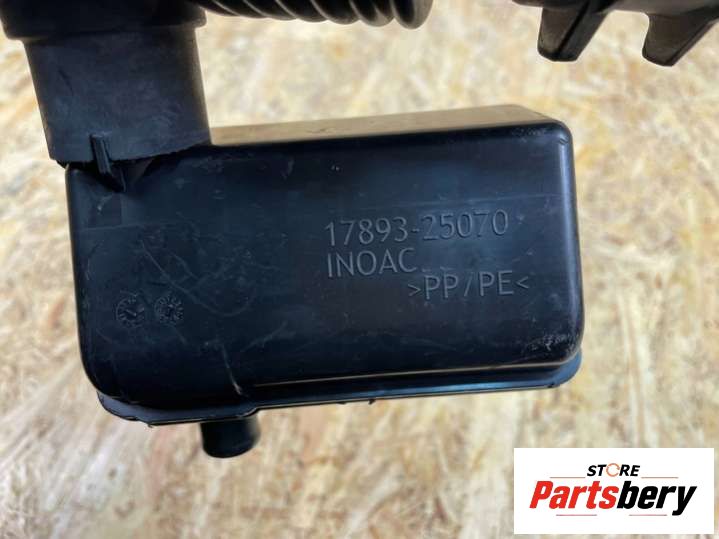 17893-25070
INOAC
>PP/PE<
STORE
Partsbery